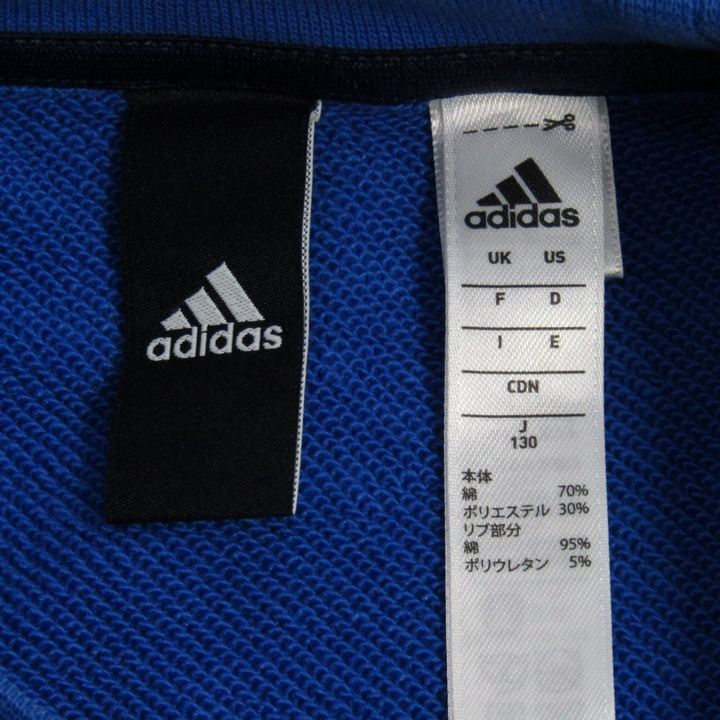 adidas
adidas
UK US
F D
I E
CDN
J
130
本体
綿 70%
ポリエステル 30%
リブ部分
綿 95%
ポリウレタン 5%